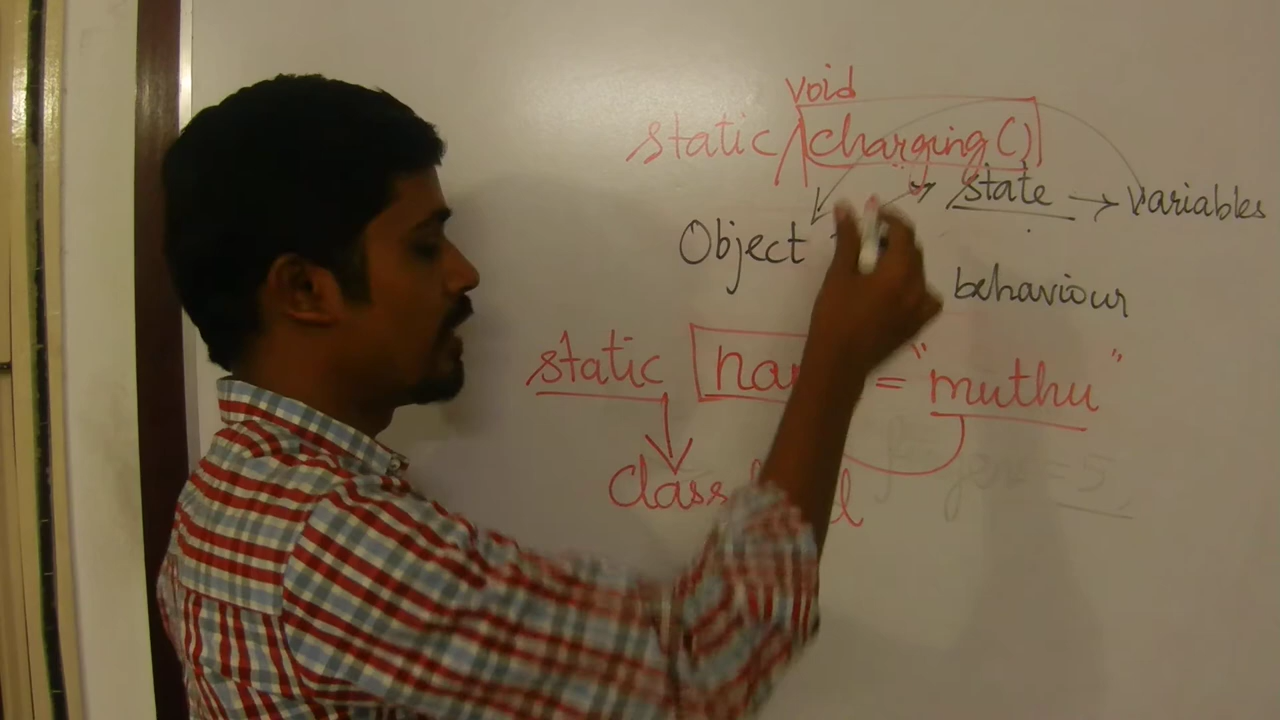 void
static / charging()
state → variables
Object
behaviour
static = "muthu"
class